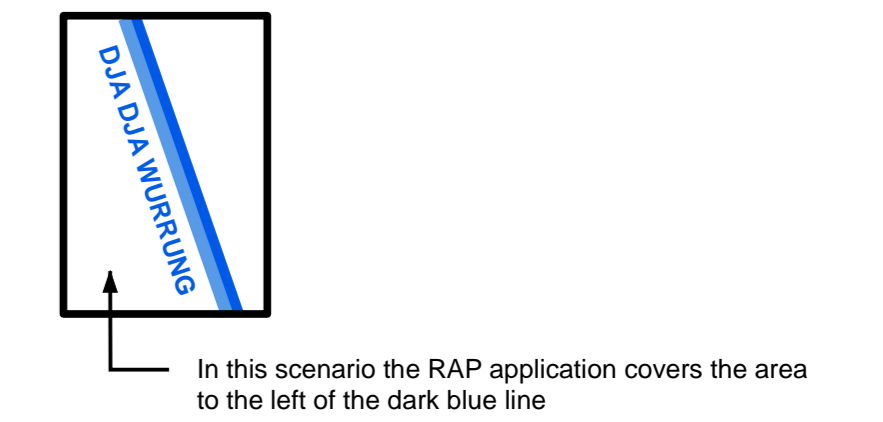 DJA DJA WURRUNG
In this scenario the RAP application covers the area
to the left of the dark blue line